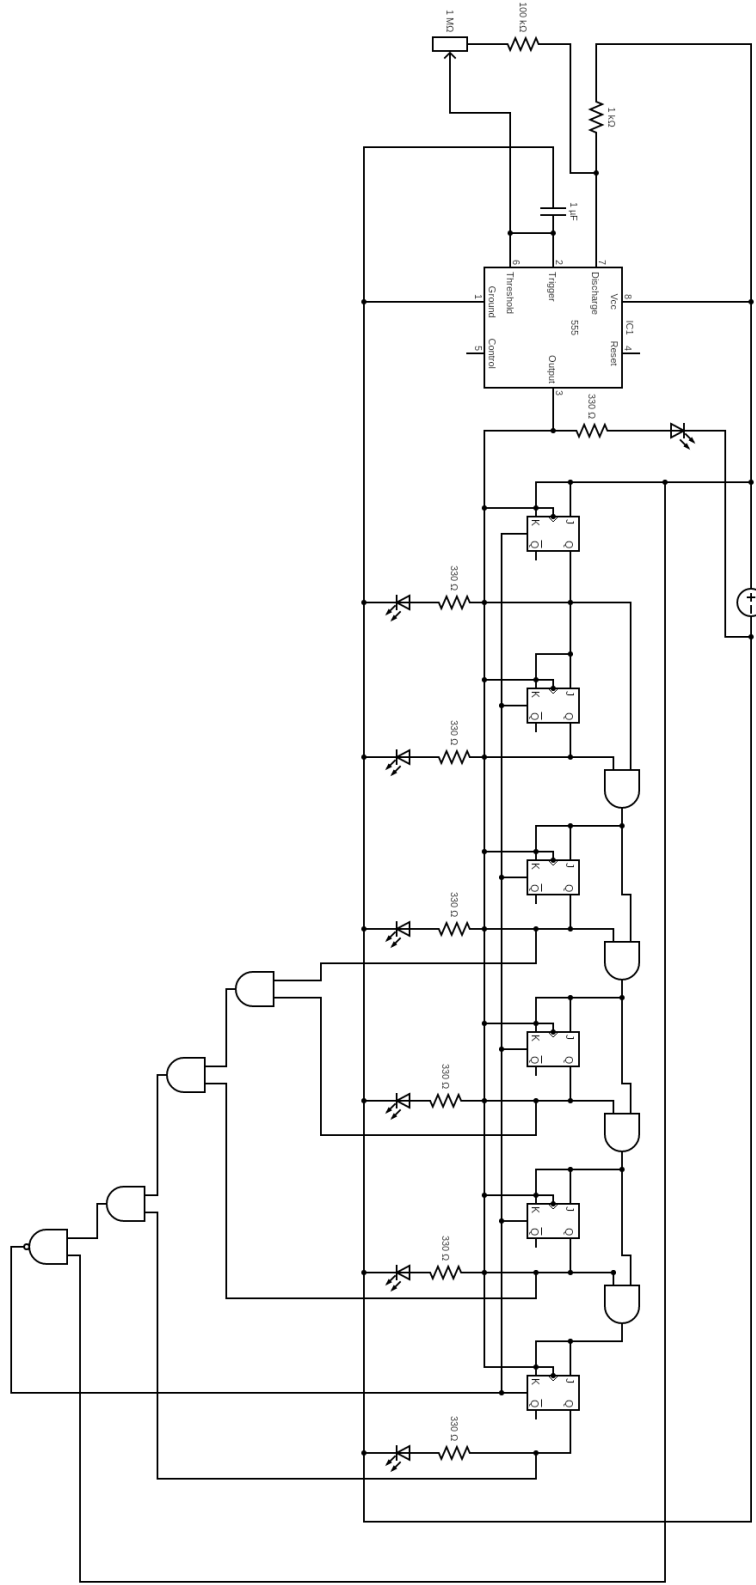 1 MΩ
100 kΩ
1 kΩ
1 µF
6
2
7
Threshold
Trigger
Discharge
1
Ground
Vcc
8
555
IC1
5
Control
Reset
4
Output
3
330 Ω
K
J
Q
Q
330 Ω
+
−
K
J
Q
Q
330 Ω
K
J
Q
Q
330 Ω
K
J
Q
Q
330 Ω
K
J
Q
Q
330 Ω
K
J
Q
Q
330 Ω